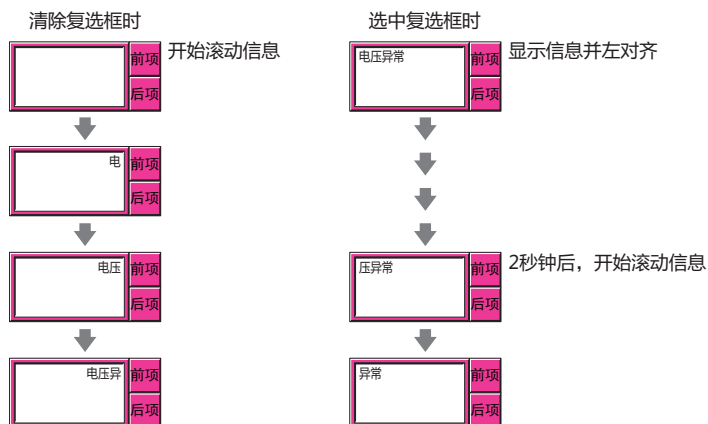 清除复选框时
前项
后项
开始滚动信息
电
前项
后项
电压
前项
后项
电压异
前项
后项
选中复选框时
电压异常
前项
后项
显示信息并左对齐
压异常
前项
后项
2秒钟后，开始滚动信息
异常
前项
后项